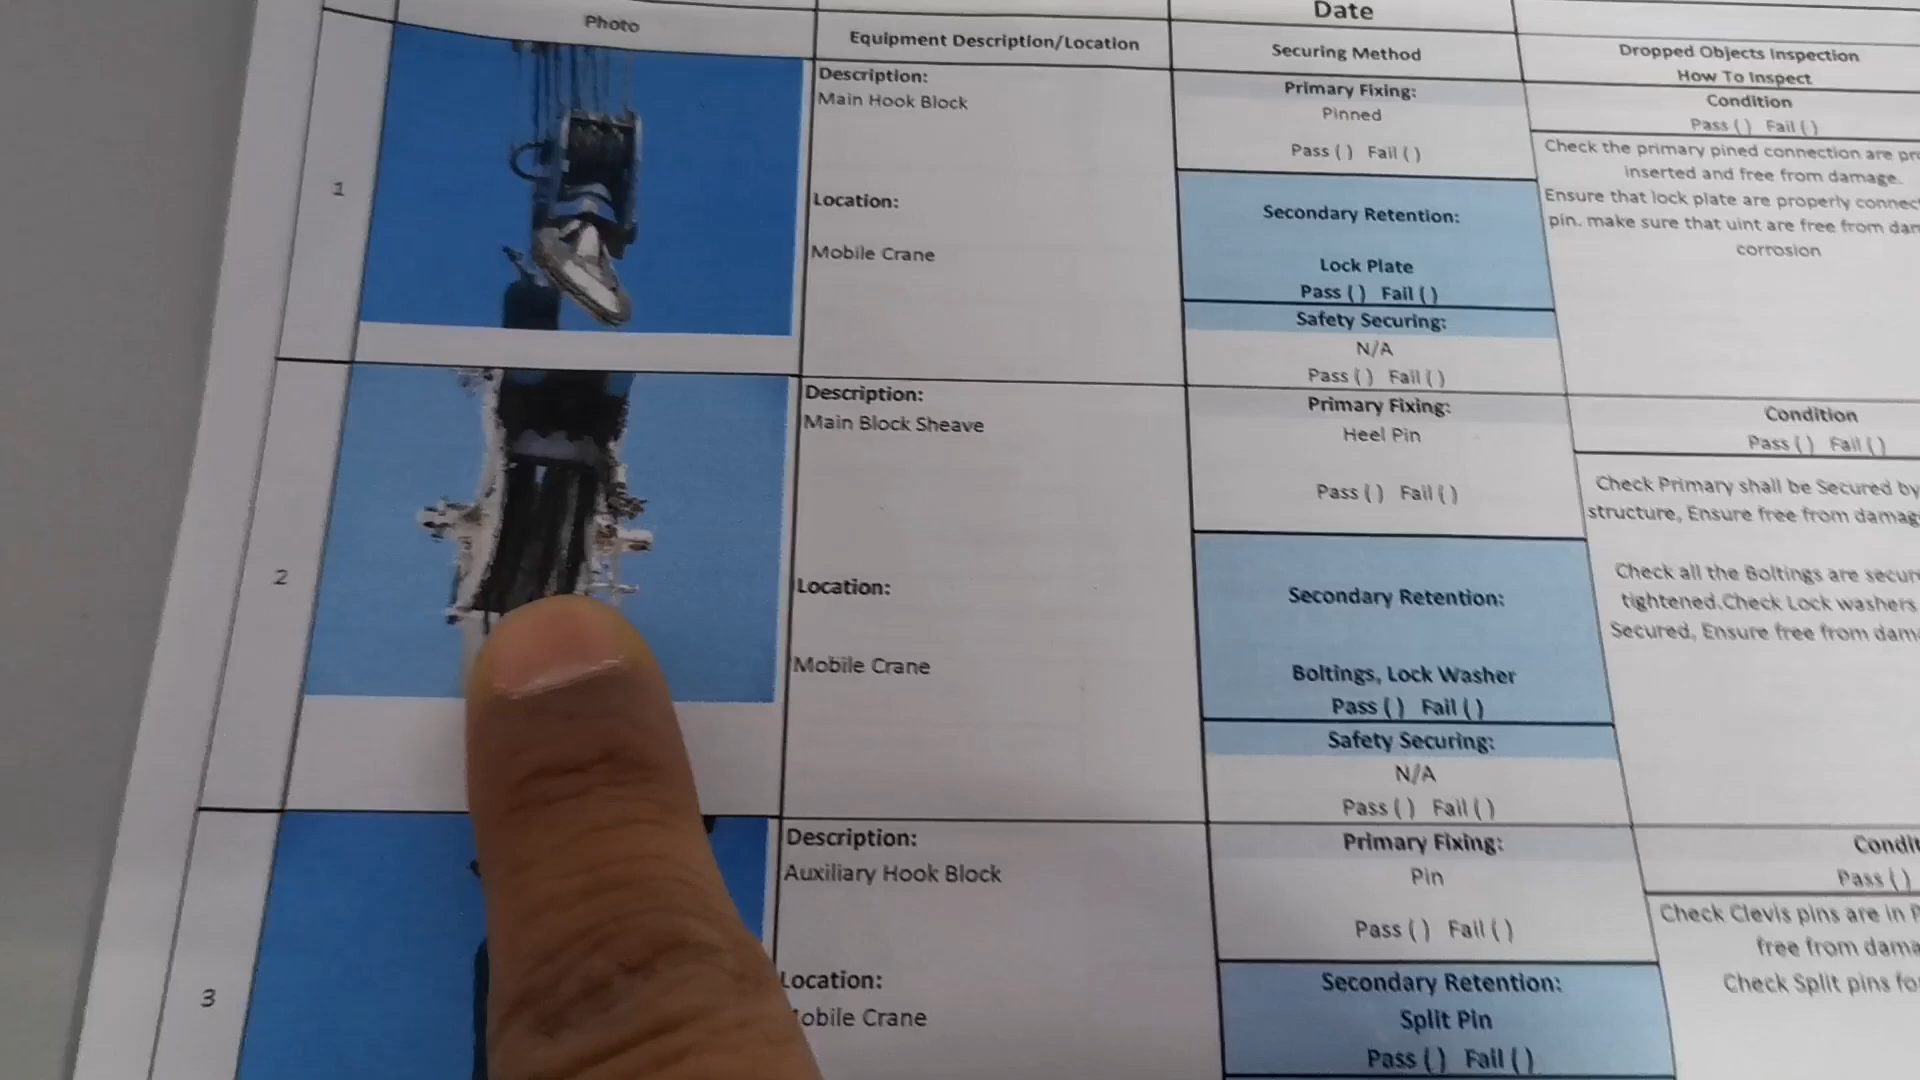 Date
Photo
Equipment Description/Location
Securing Method
Dropped Objects Inspection
How To Inspect
1
Description:
Main Hook Block
Location:
Mobile Crane
Primary Fixing:
Pinned
Pass ( ) Fail ( )
Secondary Retention:
Lock Plate
Pass ( ) Fail ( )
Safety Securing:
N/A
Pass ( ) Fail ( )
Condition
Pass ( ) Fail ( )
Check the primary pined connection are
inserted and free from damage.
Ensure that lock plate are properly
pin. make sure that uint are free from
corrosion
2
Description:
Main Block Sheave
Location:
Mobile Crane
Primary Fixing:
Heel Pin
Pass ( ) Fail ( )
Secondary Retention:
Boltings, Lock Washer
Pass ( ) Fail ( )
Safety Securing:
N/A
Pass ( ) Fail ( )
Condition
Pass ( ) Fail ( )
Check Primary shall be Secured by
structure, Ensure free from
Check all the Boltings are
tightened.Check Lock washers
Secured, Ensure free from
3
Description:
Auxiliary Hook Block
Location:
obile Crane
Primary Fixing:
Pin
Pass ( ) Fail ( )
Secondary Retention:
Split Pin
Pass ( ) Fail ( )
Condit
Pass ( )
Check Clevis pins are in
free from
Check Split pins